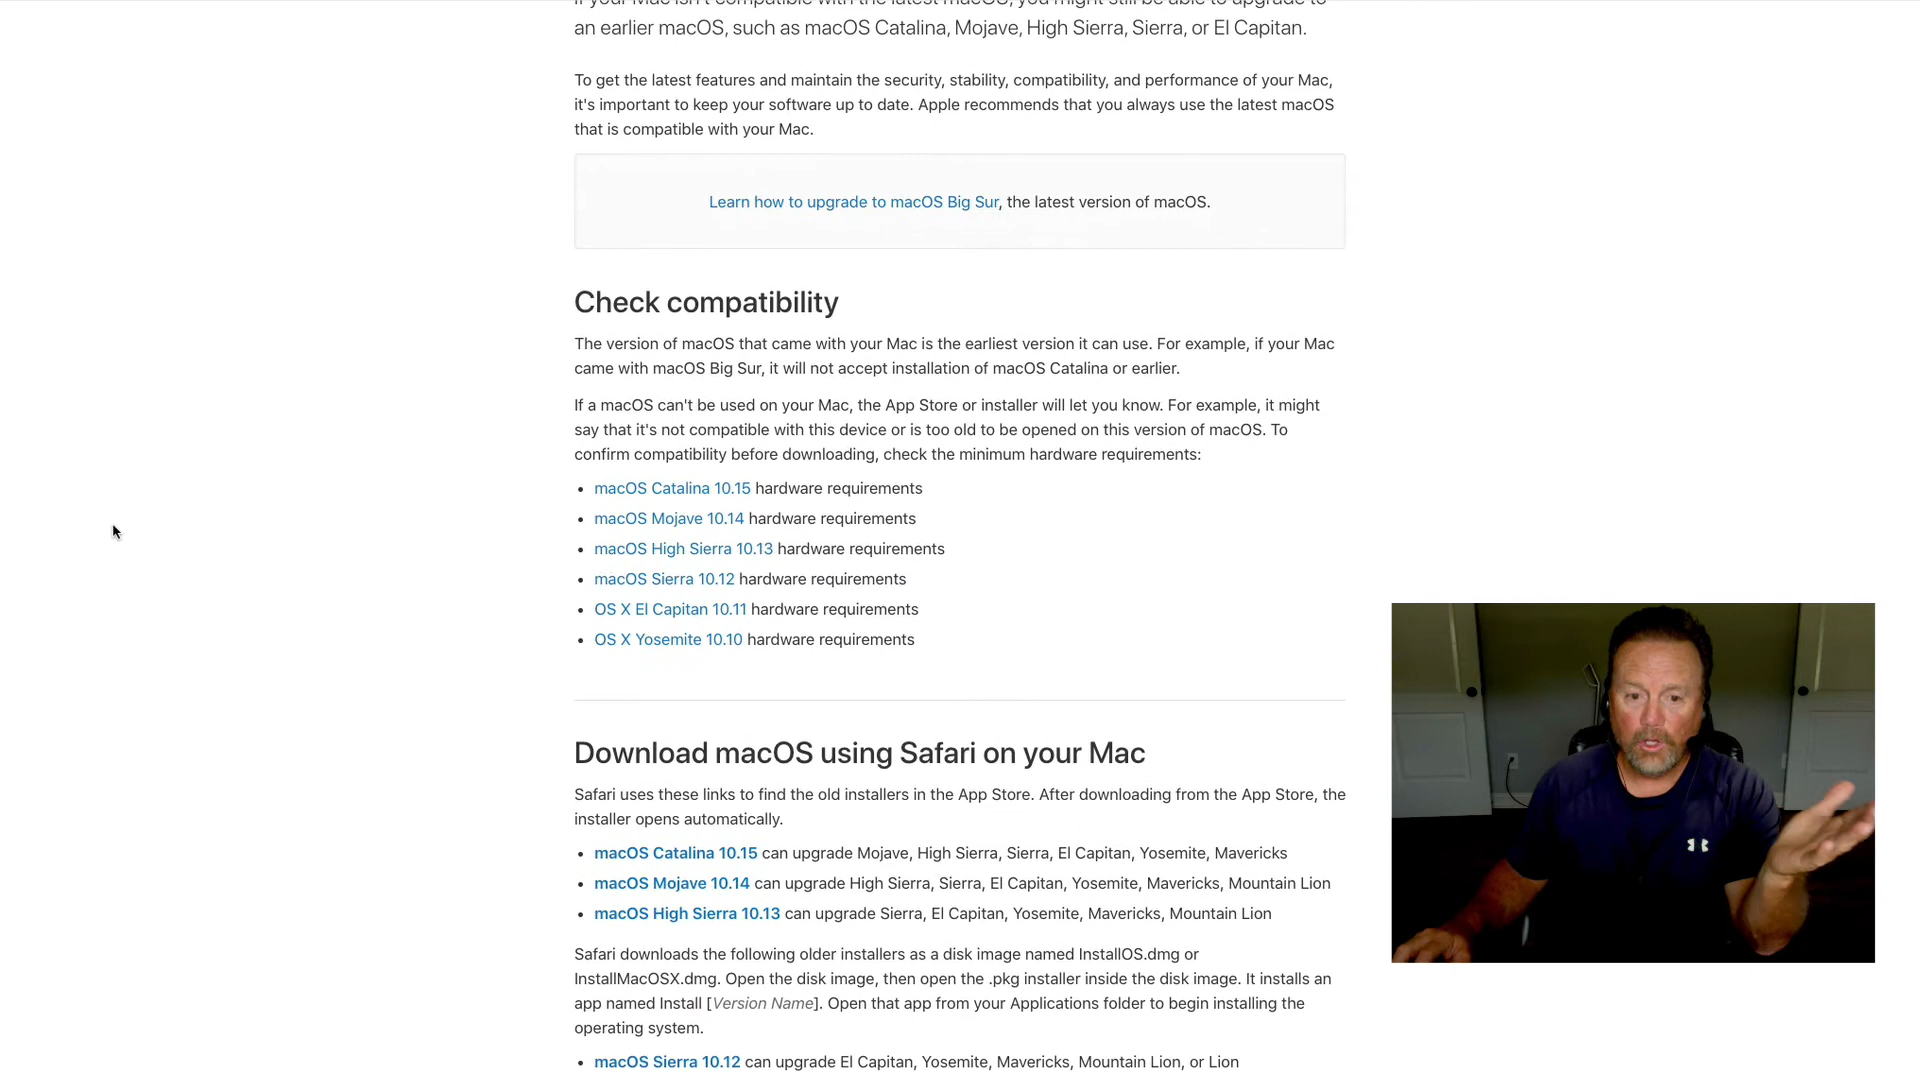 If your Mac isn't compatible with the latest macOS, you might still be able to upgrade to
an earlier macOS, such as macOS Catalina, Mojave, High Sierra, Sierra, or El Capitan.
To get the latest features and maintain the security, stability, compatibility, and performance of your Mac,
it's important to keep your software up to date. Apple recommends that you always use the latest macOS
that is compatible with your Mac.
Learn how to upgrade to macOS Big Sur, the latest version of macOS.
Check compatibility
The version of macOS that came with your Mac is the earliest version it can use. For example, if your Mac
came with macOS Big Sur, it will not accept installation of macOS Catalina or earlier.
If a macOS can't be used on your Mac, the App Store or installer will let you know. For example, it might
say that it's not compatible with this device or is too old to be opened on this version of macOS. To
confirm compatibility before downloading, check the minimum hardware requirements:
• macOS Catalina 10.15 hardware requirements
• macOS Mojave 10.14 hardware requirements
• macOS High Sierra 10.13 hardware requirements
• macOS Sierra 10.12 hardware requirements
• OS X El Capitan 10.11 hardware requirements
• OS X Yosemite 10.10 hardware requirements
Download macOS using Safari on your Mac
Safari uses these links to find the old installers in the App Store. After downloading from the App Store, the
installer opens automatically.
• macOS Catalina 10.15 can upgrade Mojave, High Sierra, Sierra, El Capitan, Yosemite, Mavericks
• macOS Mojave 10.14 can upgrade High Sierra, Sierra, El Capitan, Yosemite, Mavericks, Mountain Lion
• macOS High Sierra 10.13 can upgrade Sierra, El Capitan, Yosemite, Mavericks, Mountain Lion
Safari downloads the following older installers as a disk image named InstallOS.dmg or
InstallMacOSX.dmg. Open the disk image, then open the .pkg installer inside the disk image. It installs an
app named Install [Version Name]. Open that app from your Applications folder to begin installing the
operating system.
• macOS Sierra 10.12 can upgrade El Capitan, Yosemite, Mavericks, Mountain Lion, or Lion